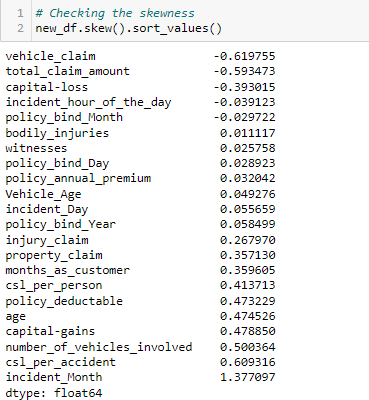 1 # Checking the skewness
2 new_df.skew().sort_values()
vehicle_claim -0.619755
total_claim_amount -0.593473
capital-loss -0.393015
incident_hour_of_the_day -0.039123
policy_bind_Month -0.029722
bodily_injuries 0.011117
witnesses 0.025758
policy_bind_Day 0.028923
policy_annual_premium 0.032042
Vehicle_Age 0.049276
incident_Day 0.055659
policy_bind_Year 0.058499
injury_claim 0.267970
property_claim 0.357130
months_as_customer 0.359605
csl_per_person 0.413713
policy_deductable 0.473229
age 0.474526
capital-gains 0.478850
number_of_vehicles_involved 0.500364
csl_per_accident 0.609316
incident_Month 1.377097
dtype: float64